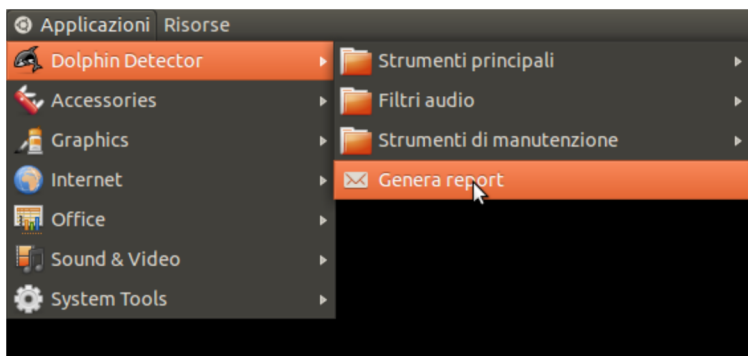 Applicazioni Risorse
Dolphin Detector
Accessories
Graphics
Internet
Office
Sound & Video
System Tools
Strumenti principali
Filtri audio
Strumenti di manutenzione
Genera report